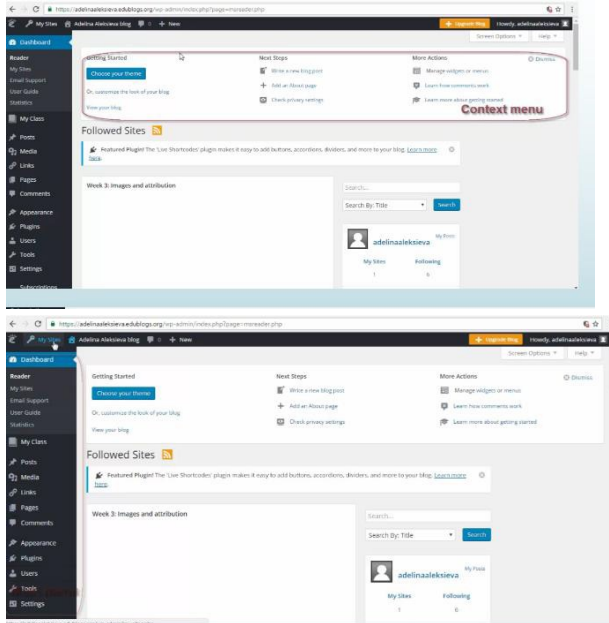 https://adelinaaleksieva.edublogs.org/wp-admin/index.php?page=msreader.php
My Sites Adelina Aleksieva blog 0 + New Upgrade Blog Howdy, adelinaaleksieva
Dashboard Screen Options Help
Reader Getting Started Next Steps More Actions Dismiss
My Sites Choose your theme Write a new blog post Manage widgets or menus
Email Support
User Guide Or, customize the look of your blog + Add an About page Learn how comments work
Statistics View your blog Check privacy settings Learn more about getting started
Context menu
My Class
Followed Sites
Posts
Media Featured Plugin! The 'Live Shortcodes' plugin makes it easy to add buttons, accordions, dividers, and more to your blog. Learn more
here.
Links
Pages
Comments Week 3: Images and attribution Search...
Search By: Title Search
Appearance
Plugins
Users adelinaaleksieva My Posts
Tools
Settings My Sites Following
1 6
Subscriptions
https://adelinaaleksieva.edublogs.org/wp-admin/index.php?page=msreader.php
My Sites Adelina Aleksieva blog 0 + New Upgrade Blog Howdy, adelinaaleksieva
Dashboard Screen Options Help
Reader Getting Started Next Steps More Actions Dismiss
My Sites Choose your theme Write a new blog post Manage widgets or menus
Email Support
User Guide Or, customize the look of your blog + Add an About page Learn how comments work
Statistics View your blog Check privacy settings Learn more about getting started
My Class
Followed Sites
Posts
Media Featured Plugin! The 'Live Shortcodes' plugin makes it easy to add buttons, accordions, dividers, and more to your blog. Learn more
here.
Links
Pages
Comments Week 3: Images and attribution Search...
Search By: Title Search
Appearance
Plugins
Users adelinaaleksieva My Posts
Tools
Settings My Sites Following
1 6